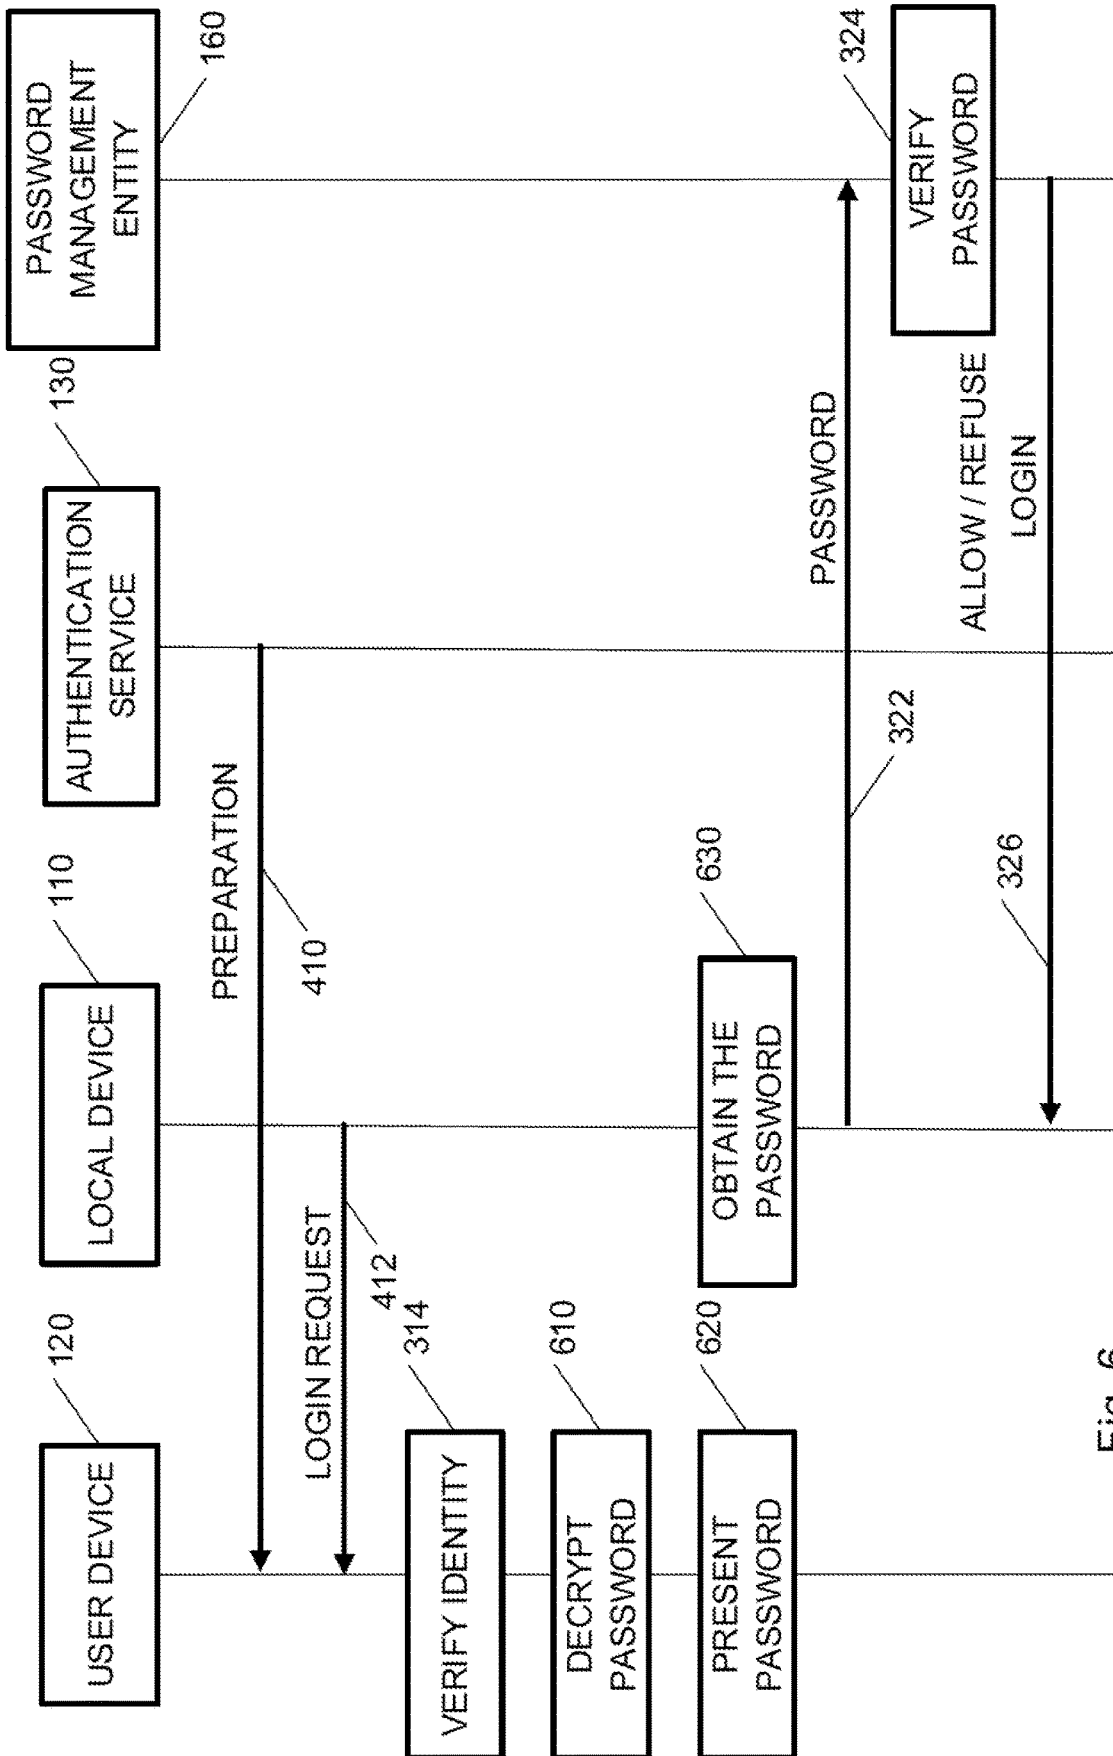 USER DEVICE
120
LOCAL DEVICE
110
AUTHENTICATION
SERVICE
130
PASSWORD
MANAGEMENT
ENTITY
160
PREPARATION
410
LOGIN REQUEST
412
VERIFY IDENTITY
314
DECRYPT
PASSWORD
610
PRESENT
PASSWORD
620
OBTAIN THE
PASSWORD
630
PASSWORD
322
VERIFY
PASSWORD
324
ALLOW / REFUSE
LOGIN
326
Fig. 6